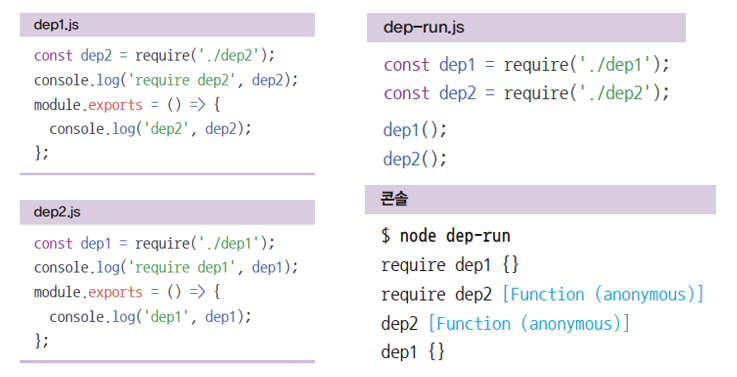 dep1.js
const dep2 = require('./dep2');
console.log('require dep2', dep2);
module.exports = () => {
  console.log('dep2', dep2);
};
dep2.js
const dep1 = require('./dep1');
console.log('require dep1', dep1);
module.exports = () => {
  console.log('dep1', dep1);
};
dep-run.js
const dep1 = require('./dep1');
const dep2 = require('./dep2');
dep1();
dep2();
콘솔
$ node dep-run
require dep1 {}
require dep2 [Function (anonymous)]
dep2 [Function (anonymous)]
dep1 {}